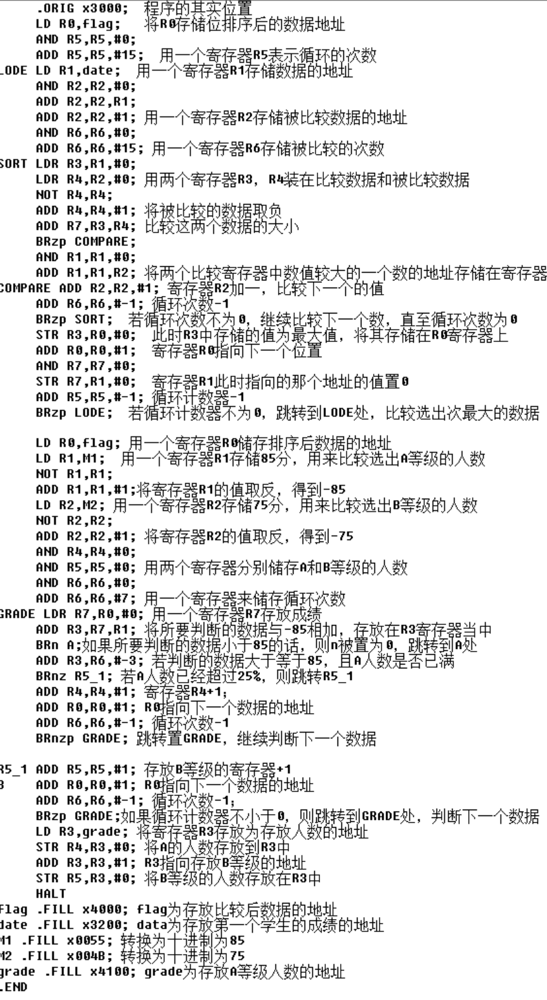 .ORIG x3000;  程序的其实位置
LD R0,flag;   将R0存储位排序后的数据地址
AND R5,R5,#0;
ADD R5,R5,#15;  用一个寄存器R5表示循环的次数
LODE LD R1,date;  用一个寄存器R1存储数据的地址
AND R2,R2,#0;
ADD R2,R2,R1;
ADD R2,R2,#1; 用一个寄存器R2存储被比较数据的地址
AND R6,R6,#0;
ADD R6,R6,#15; 用一个寄存器R6存储被比较的次数
SORT LDR R3,R1,#0;
LDR R4,R2,#0; 用两个寄存器R3，R4装在比较数据和被比较数据
NOT R4,R4;
ADD R4,R4,#1; 将被比较的数据取负
ADD R7,R3,R4; 比较这两个数据的大小
BRzp COMPARE;
AND R1,R1,#0;
ADD R1,R1,R2; 将两个比较寄存器中数值较大的一个数的地址存储在寄存器
COMPARE ADD R2,R2,#1; 寄存器R2加一，比较下一个的值
ADD R6,R6,#-1; 循环次数-1
BRzp SORT;  若循环次数不为0，继续比较下一个数，直至循环次数为0
STR R3,R0,#0;  此时R3中存储的值为最大值，将其存储在R0寄存器上
ADD R0,R0,#1;  寄存器R0指向下一个位置
AND R7,R7,#0;
STR R7,R1,#0;  寄存器R1此时指向的那个地址的值置0
ADD R5,R5,#-1; 循环计数器-1
BRzp LODE;  若循环计数器不为0，跳转到LODE处，比较选出次最大的数据
LD R0,flag; 用一个寄存器R0储存排序后数据的地址
LD R1,M1;  用一个寄存器R1存储85分，用来比较选出A等级的人数
NOT R1,R1;
ADD R1,R1,#1;将寄存器R1的值取反，得到-85
LD R2,M2; 用一个寄存器R2存储75分，用来比较选出B等级的人数
NOT R2,R2;
ADD R2,R2,#1; 将寄存器R2的值取反，得到-75
AND R4,R4,#0;
AND R5,R5,#0; 用两个寄存器分别储存A和B等级的人数
AND R6,R6,#0;
ADD R6,R6,#7; 用一个寄存器来储存循环次数
GRADE LDR R7,R0,#0; 用一个寄存器R7存放成绩
ADD R3,R7,R1; 将所要判断的数据与-85相加，存放在R3寄存器当中
BRn A;如果所要判断的数据小于85的话，则n被置为0，跳转到A处
ADD R3,R6,#-3; 若判断的数据大于等于85，且A人数是否已满
BRnz R5_1; 若A人数已经超过25%，则跳转R5_1
ADD R4,R4,#1; 寄存器R4+1；
ADD R0,R0,#1; R0指向下一个数据的地址
ADD R6,R6,#-1; 循环次数-1
BRnzp GRADE; 跳转置GRADE，继续判断下一个数据
R5_1 ADD R5,R5,#1; 存放B等级的寄存器+1
B    ADD R0,R0,#1; R0指向下一个数据的地址
ADD R6,R6,#-1; 循环次数-1；
BRzp GRADE;如果循环计数器不小于0，则跳转到GRADE处，判断下一个数据
LD R3,grade; 将寄存器R3存放为存放人数的地址
STR R4,R3,#0; 将A的人数存放到R3中
ADD R3,R3,#1; R3指向存放B等级的地址
STR R5,R3,#0; 将B等级的人数存放在R3中
HALT
flag .FILL x4000; flag为存放比较后数据的地址
date .FILL x3200; data为存放第一个学生的成绩的地址
M1 .FILL x0055; 转换为十进制为85
M2 .FILL x004B; 转换为十进制为75
grade .FILL x4100; grade为存放A等级人数的地址
.END